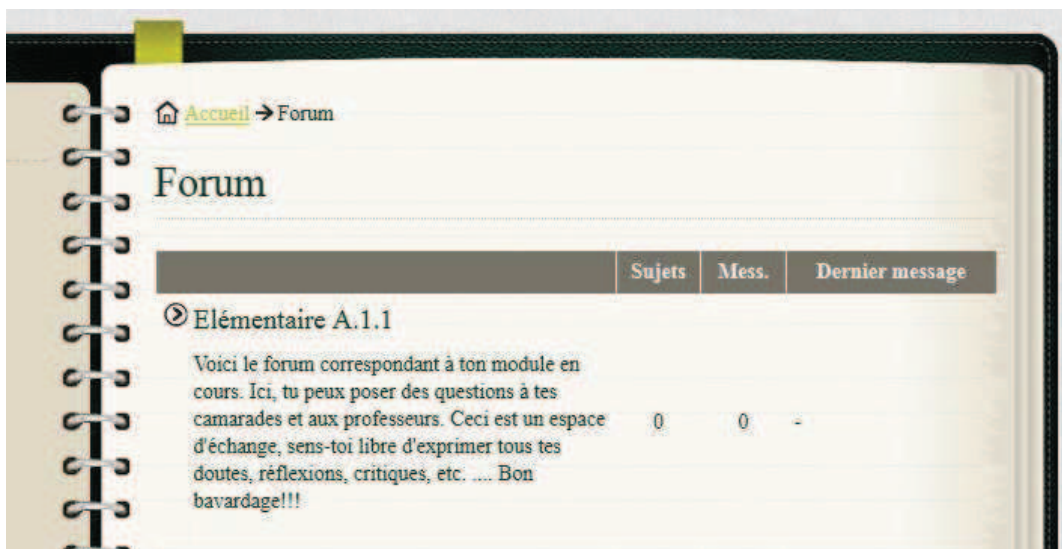 Accueil → Forum
Forum
Sujets Mess. Dernier message
Elémentaire A.1.1
Voici le forum correspondant à ton module en
cours. Ici, tu peux poser des questions à tes
camarades et aux professeurs. Ceci est un espace
d'échange, sens-toi libre d'exprimer tous tes
doutes, réflexions, critiques, etc. .... Bon
bavardage!!!
0 0 -